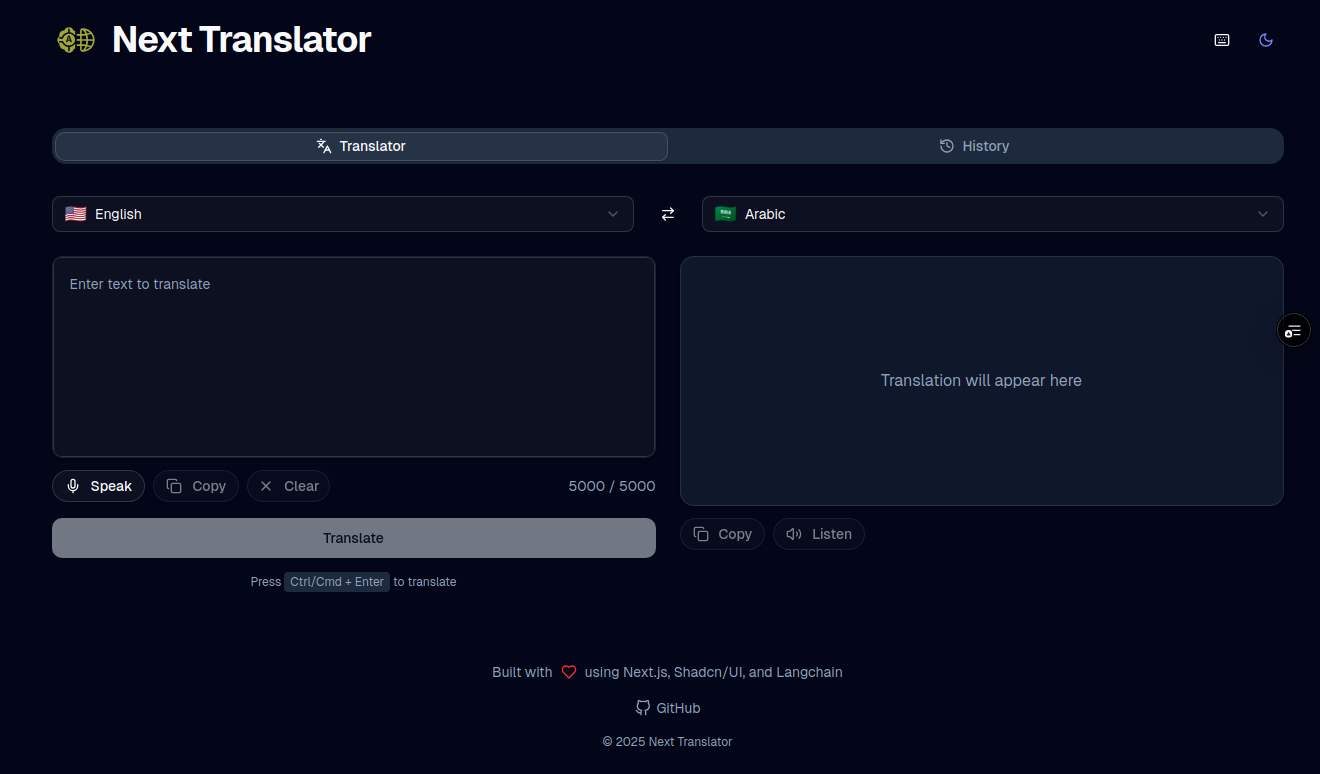 Next Translator
Translator
History
English
Arabic
Enter text to translate
Translation will appear here
Speak
Copy
Clear
5000 / 5000
Translate
Copy
Listen
Press Ctrl/Cmd + Enter to translate
Built with using Next.js, Shadcn/UI, and Langchain
GitHub
© 2025 Next Translator